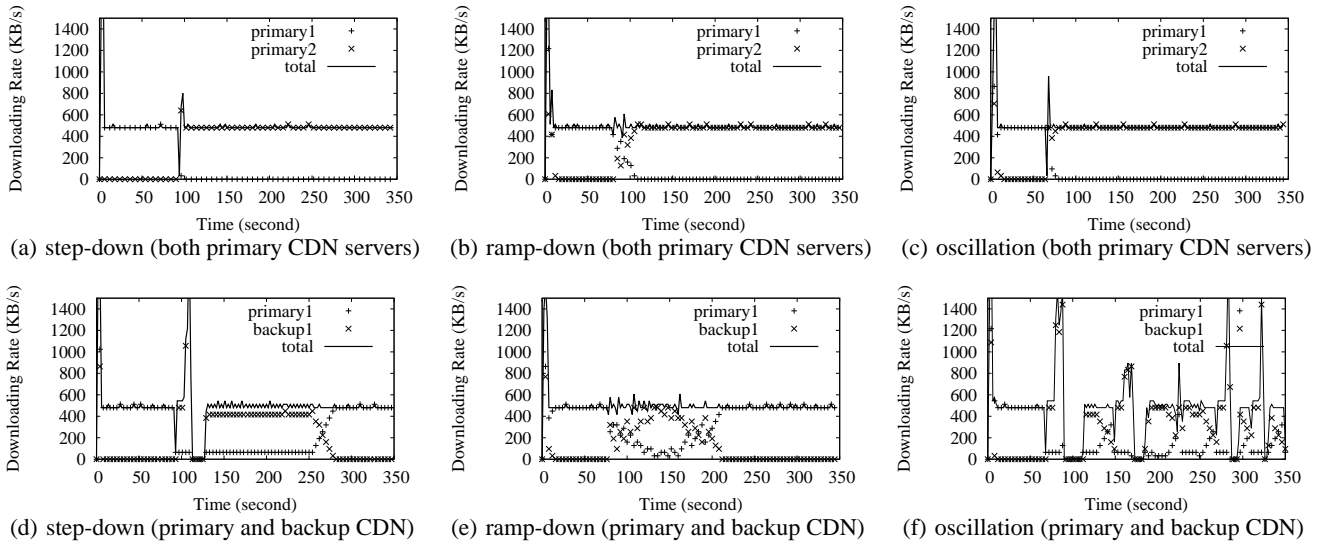 1400
1200
1000
800
600
400
200
0
Downloading Rate (KB/s)
primary1
primary2
total
0 50 100 150 200 250 300 350
Time (second)
(a) step-down (both primary CDN servers)
1400
1200
1000
800
600
400
200
0
Downloading Rate (KB/s)
primary1
primary2
total
0 50 100 150 200 250 300 350
Time (second)
(b) ramp-down (both primary CDN servers)
1400
1200
1000
800
600
400
200
0
Downloading Rate (KB/s)
primary1
primary2
total
0 50 100 150 200 250 300 350
Time (second)
(c) oscillation (both primary CDN servers)
1400
1200
1000
800
600
400
200
0
Downloading Rate (KB/s)
primary1
backup1
total
0 50 100 150 200 250 300 350
Time (second)
(d) step-down (primary and backup CDN)
1400
1200
1000
800
600
400
200
0
Downloading Rate (KB/s)
primary1
backup1
total
0 50 100 150 200 250 300 350
Time (second)
(e) ramp-down (primary and backup CDN)
1400
1200
1000
800
600
400
200
0
Downloading Rate (KB/s)
primary1
backup1
total
0 50 100 150 200 250 300 350
Time (second)
(f) oscillation (primary and backup CDN)